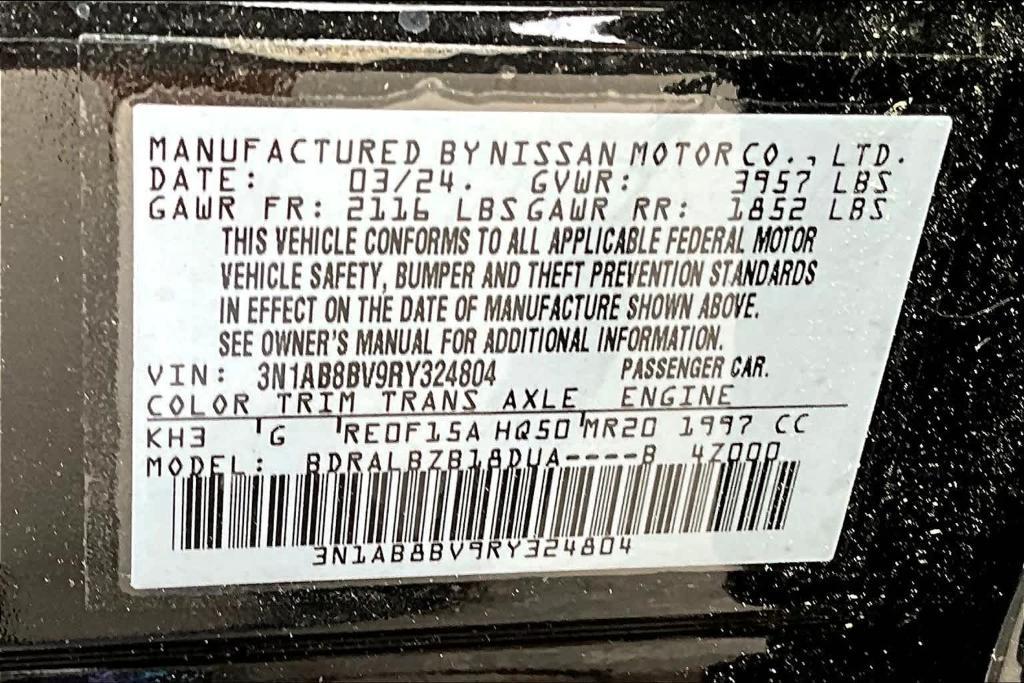 MANUFACTURED BY NISSAN MOTOR CO., LTD.
DATE: 03/24. GVWR: 3957 LBS
GAWR FR: 2116 LBS GAWR RR: 1852 LBS
THIS VEHICLE CONFORMS TO ALL APPLICABLE FEDERAL MOTOR
VEHICLE SAFETY, BUMPER AND THEFT PREVENTION STANDARDS
IN EFFECT ON THE DATE OF MANUFACTURE SHOWN ABOVE.
SEE OWNER'S MANUAL FOR ADDITIONAL INFORMATION.
VIN: 3N1AB8BV9RY324804 PASSENGER CAR.
COLOR TRIM TRANS AXLE ENGINE
KH3 G RE0F15A HQ50 MR20 1997 CC
MODEL: BDRALBZB18DUA----B 4Z000
3N1AB8BV9RY324804